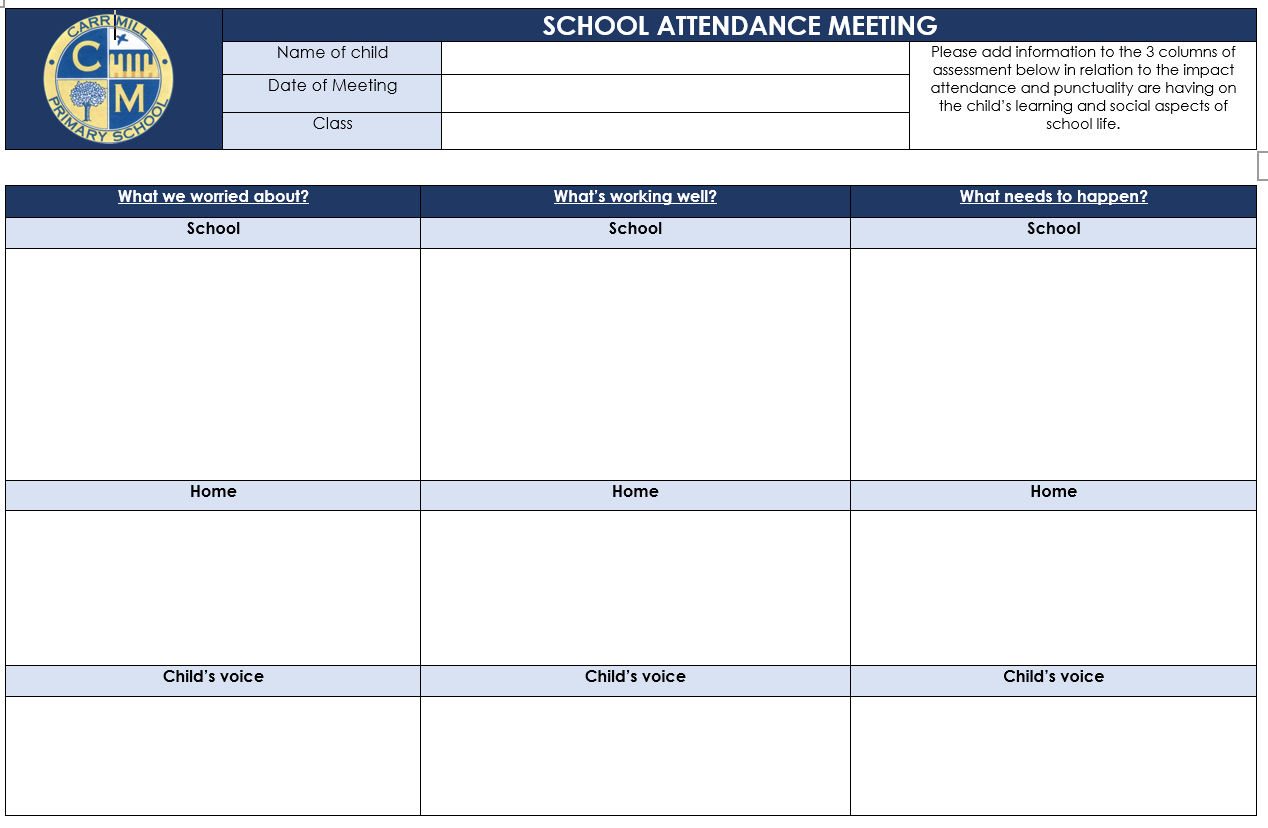 CARR MILL
C
M
PRIMARY SCHOOL
SCHOOL ATTENDANCE MEETING
Name of child
Date of Meeting
Class
Please add information to the 3 columns of
assessment below in relation to the impact
attendance and punctuality are having on
the child’s learning and social aspects of
school life.
What we worried about? What’s working well? What needs to happen?
School School School
Home Home Home
Child’s voice Child’s voice Child’s voice